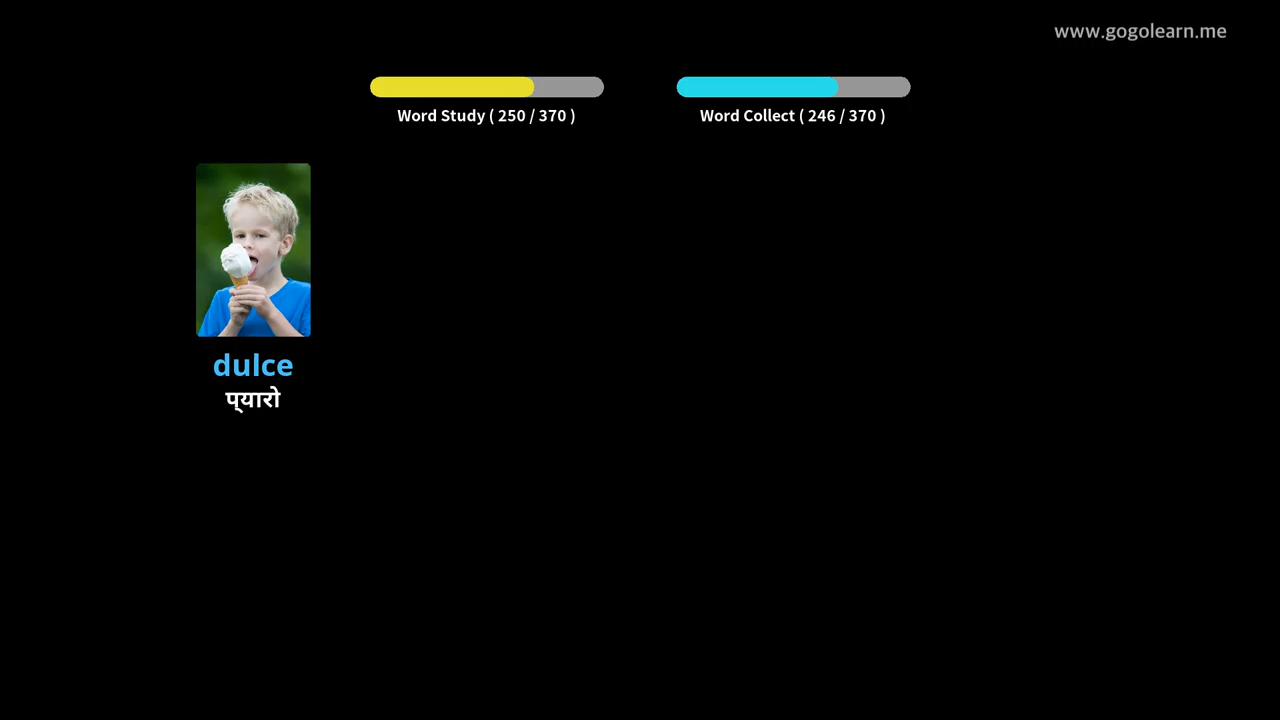 www.gogolearn.me
Word Study ( 250 / 370 )
Word Collect ( 246 / 370 )
dulce
प्यारो